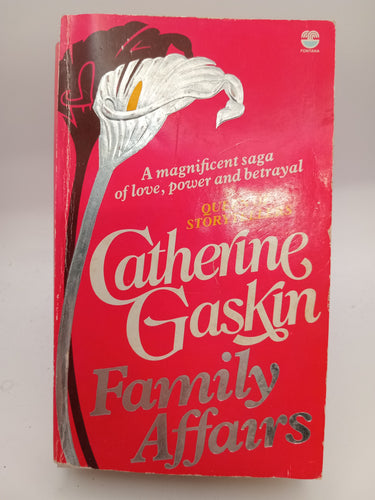 FONTANA
A magnificent saga
of love, power and betrayal
Catherine
Gaskin
Family
Affairs